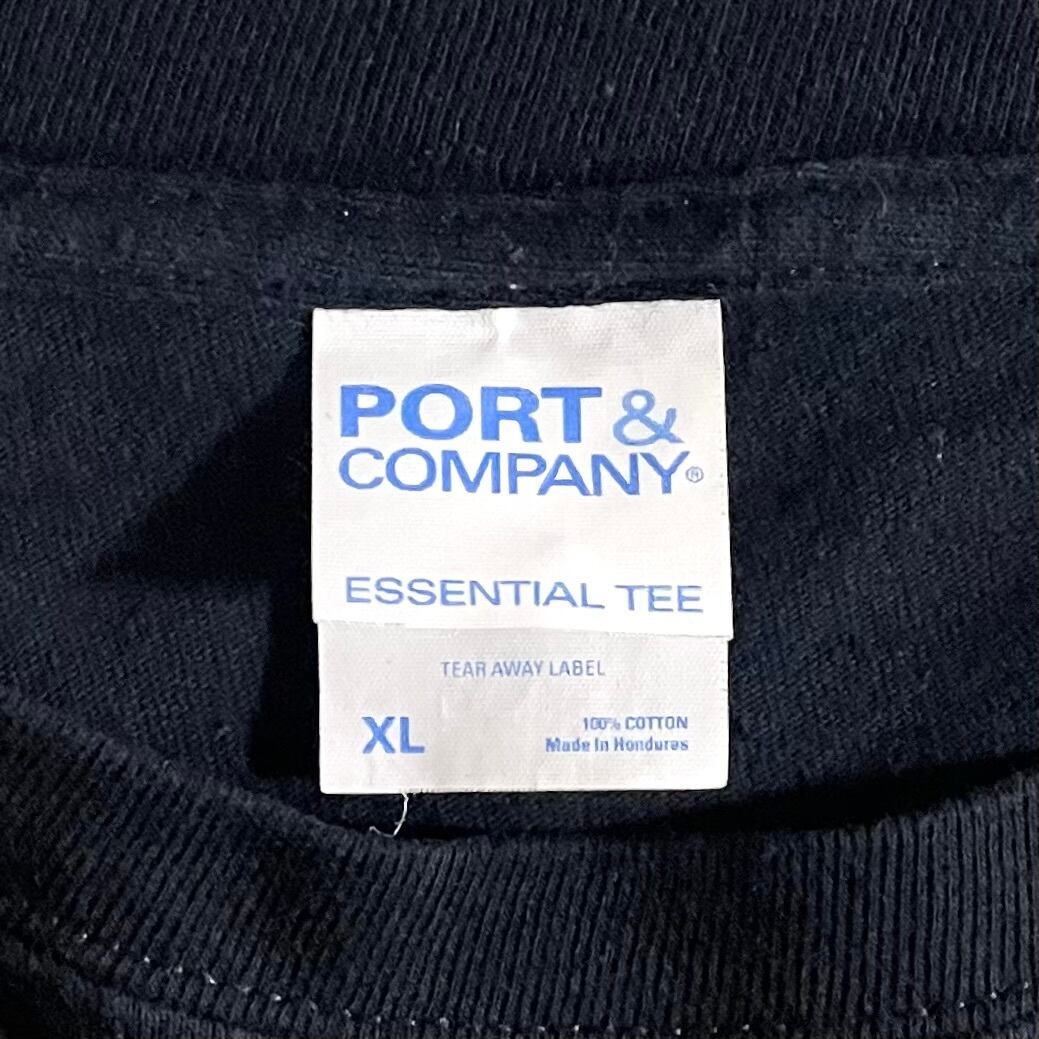 PORT &
COMPANY®
ESSENTIAL TEE
TEAR AWAY LABEL
XL
100% COTTON
Made In Honduras